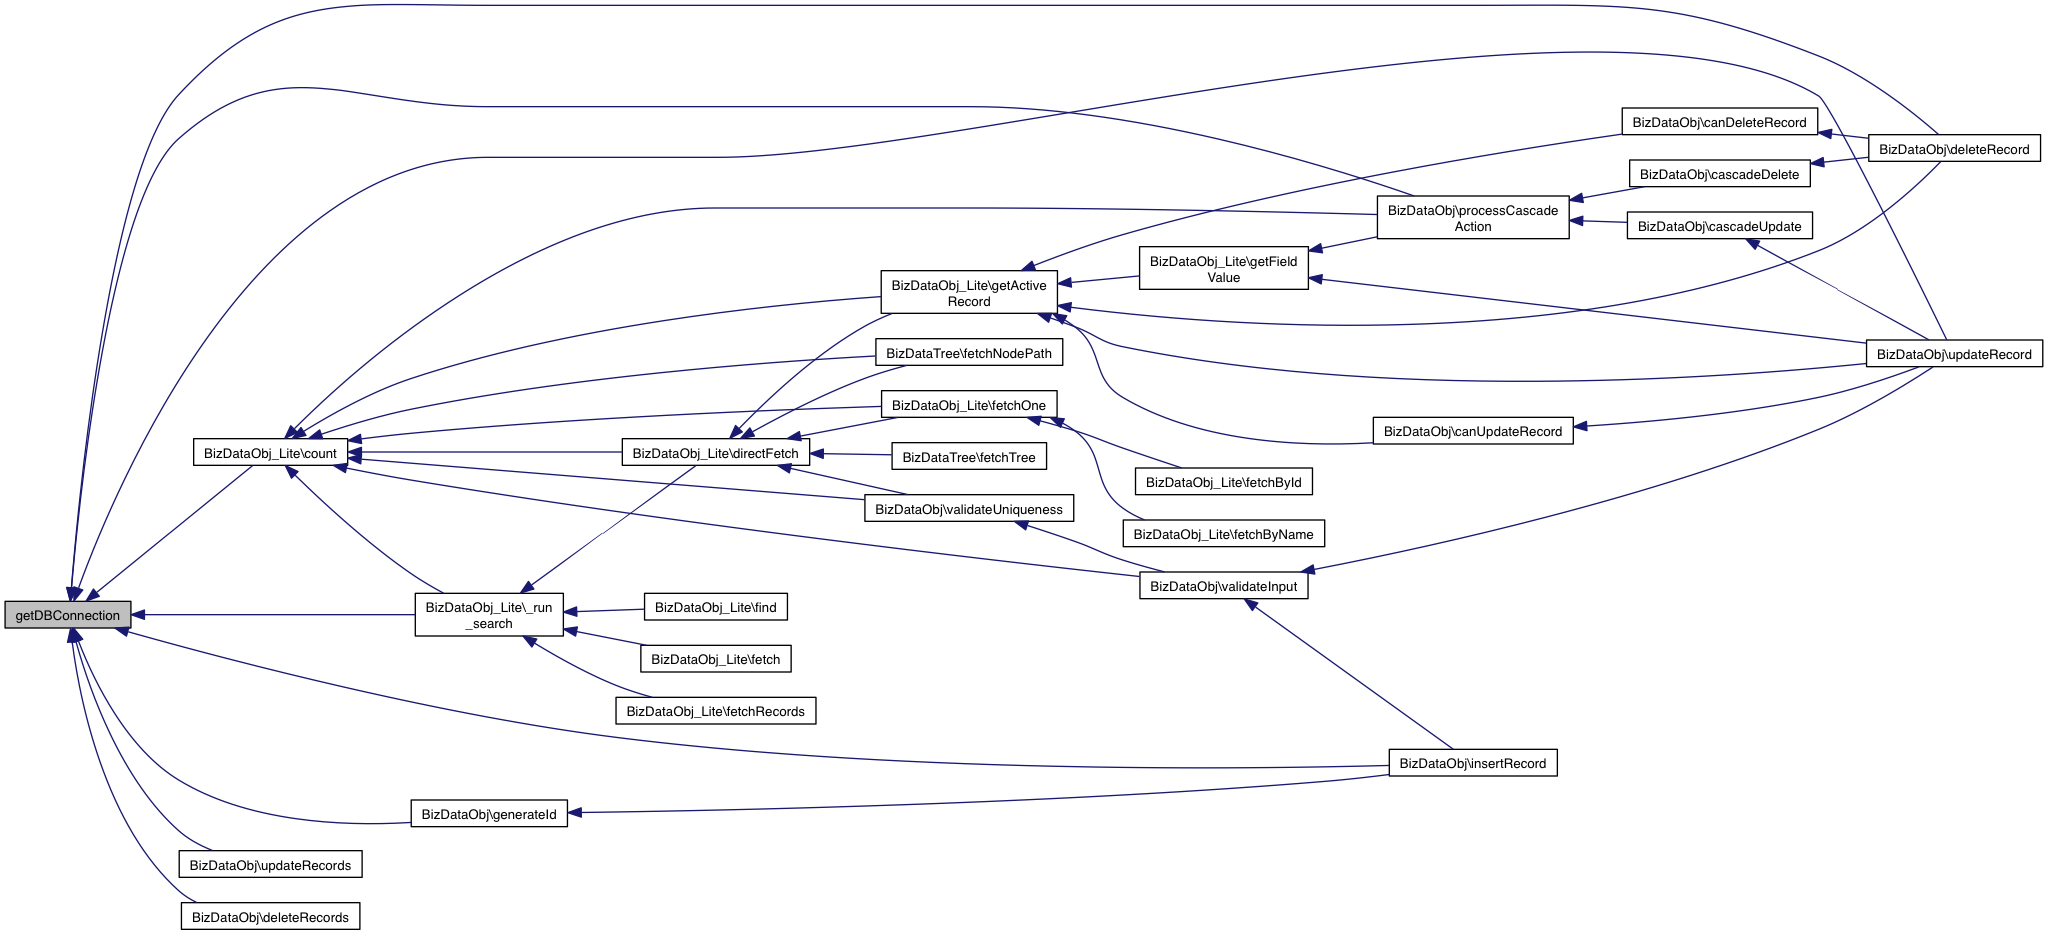 getDBConnection
BizDataObj_Lite\count
BizDataObj\updateRecords
BizDataObj\deleteRecords
BizDataObj_Lite\_run
_search
BizDataObj\generateId
BizDataObj_Lite\directFetch
BizDataObj_Lite\find
BizDataObj_Lite\fetch
BizDataObj_Lite\fetchRecords
BizDataObj_Lite\getActive
Record
BizDataTree\fetchNodePath
BizDataObj_Lite\fetchOne
BizDataTree\fetchTree
BizDataObj\validateUniqueness
BizDataObj_Lite\getField
Value
BizDataObj_Lite\fetchById
BizDataObj_Lite\fetchByName
BizDataObj\validateInput
BizDataObj\processCascade
Action
BizDataObj\canUpdateRecord
BizDataObj\insertRecord
BizDataObj\canDeleteRecord
BizDataObj\cascadeDelete
BizDataObj\cascadeUpdate
BizDataObj\deleteRecord
BizDataObj\updateRecord